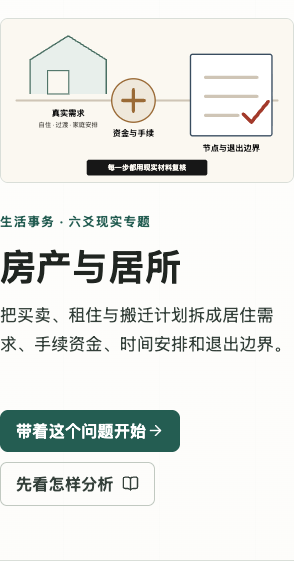 真实需求
自住 · 过渡 · 家庭安排
资金与手续
节点与退出边界
每一步都用现实材料复核
生活事务 · 六爻现实专题
房产与居所
把买卖、租住与搬迁计划拆成居住需
求、手续资金、时间安排和退出边界。
带着这个问题开始
先看怎样分析